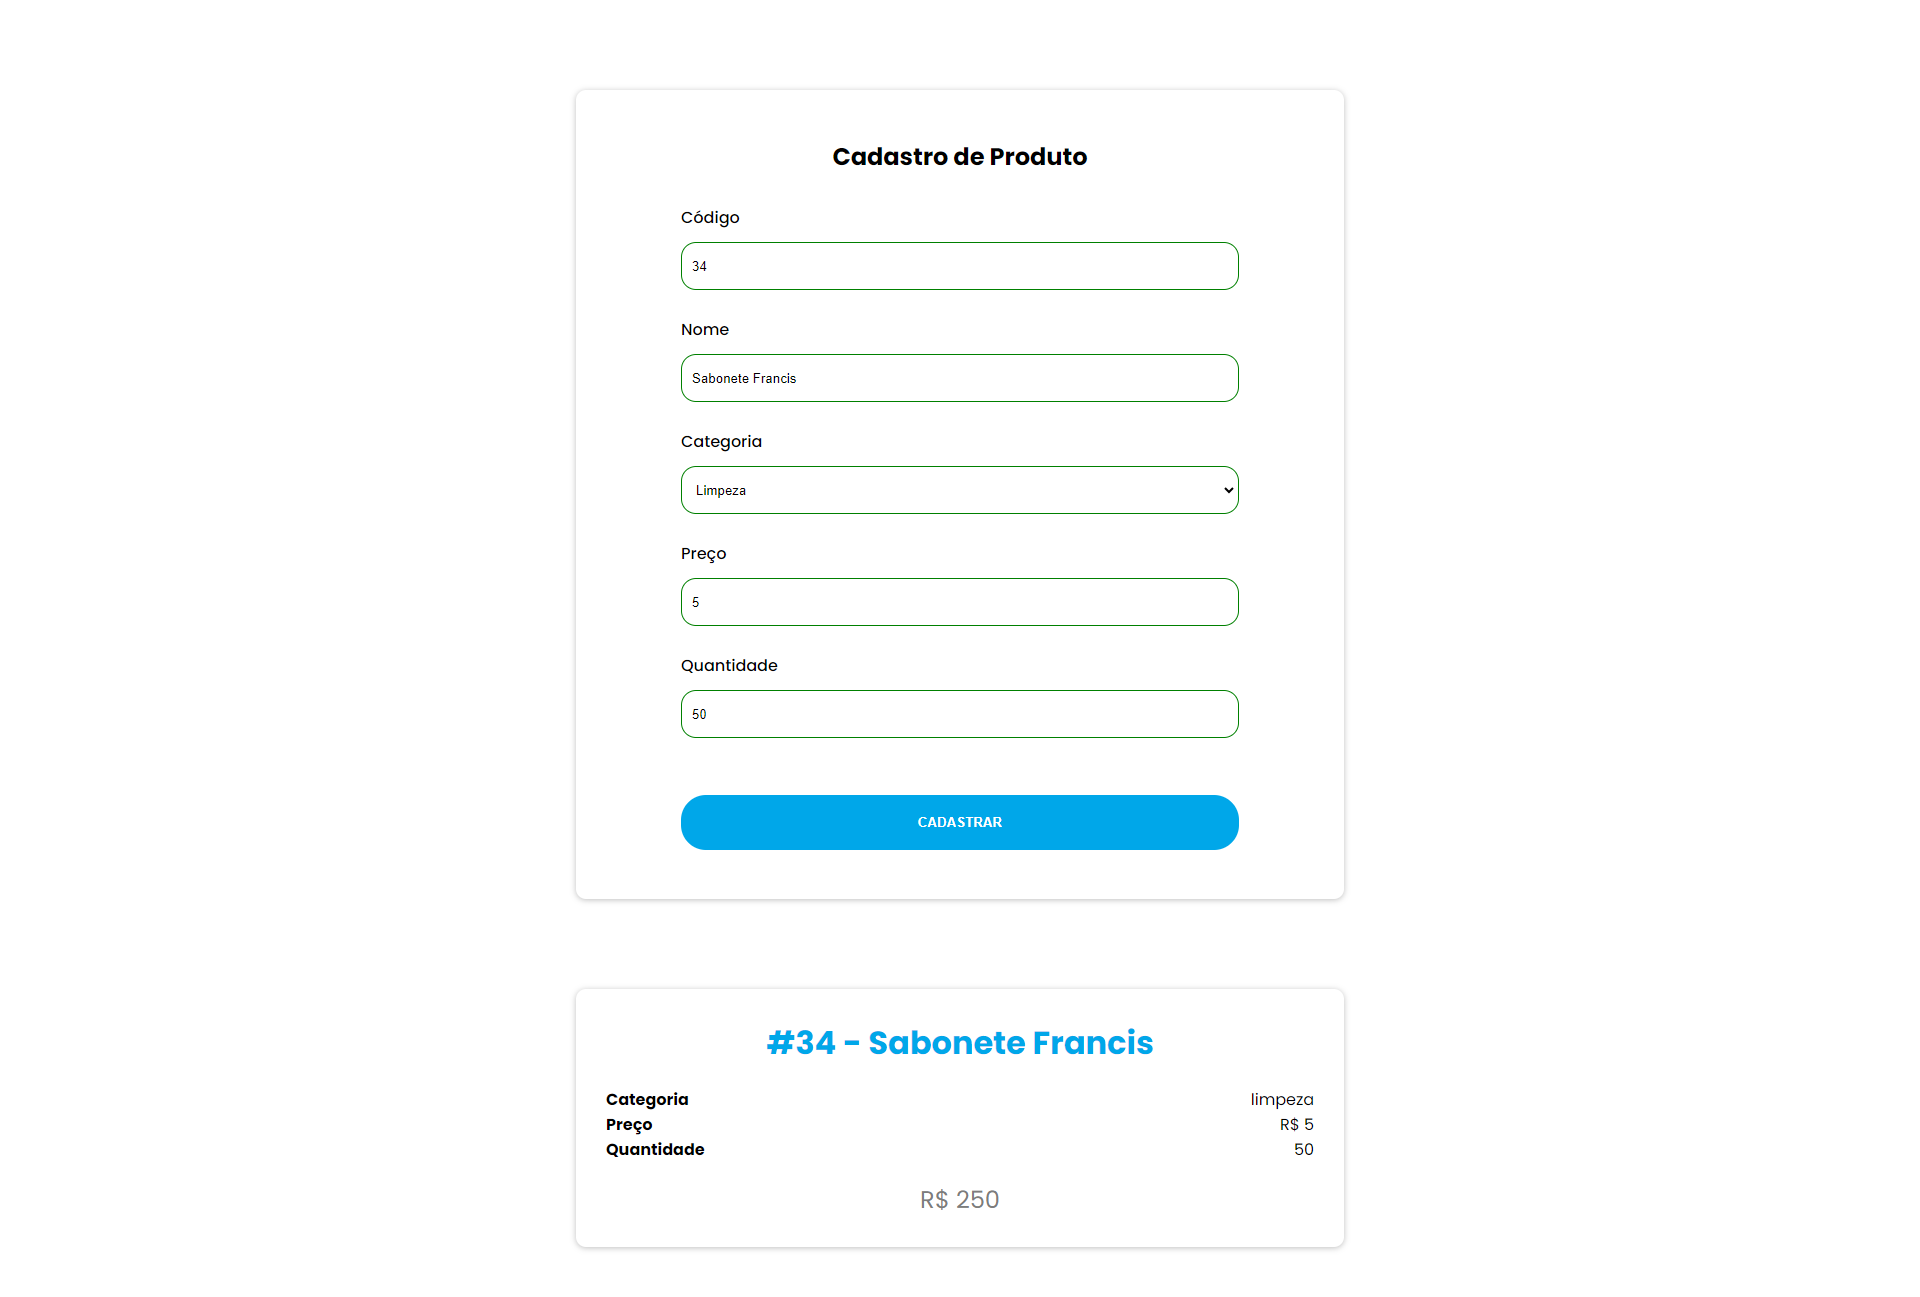 Cadastro de Produto
Código
34
Nome
Sabonete Francis
Categoria
Limpeza
Preço
5
Quantidade
50
CADASTRAR
#34 - Sabonete Francis
Categoria limpeza
Preço R$ 5
Quantidade 50
R$ 250